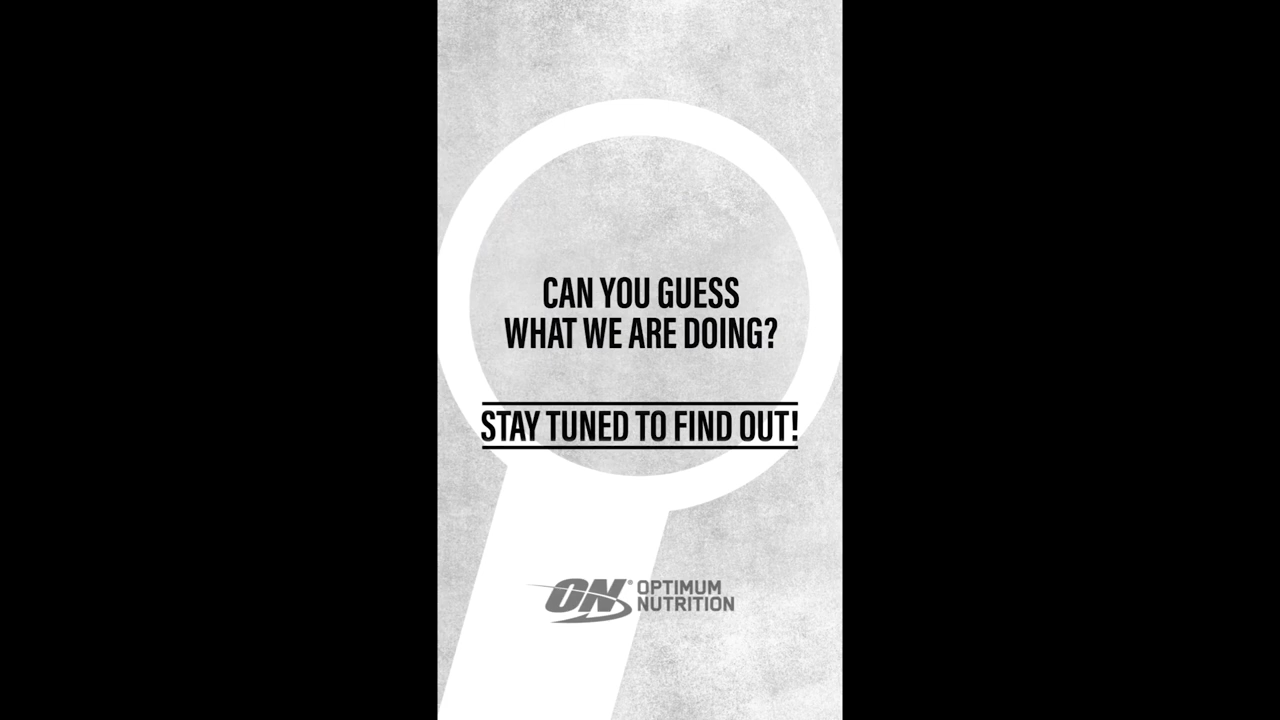 CAN YOU GUESS
WHAT WE ARE DOING?
STAY TUNED TO FIND OUT!
ON® OPTIMUM
NUTRITION